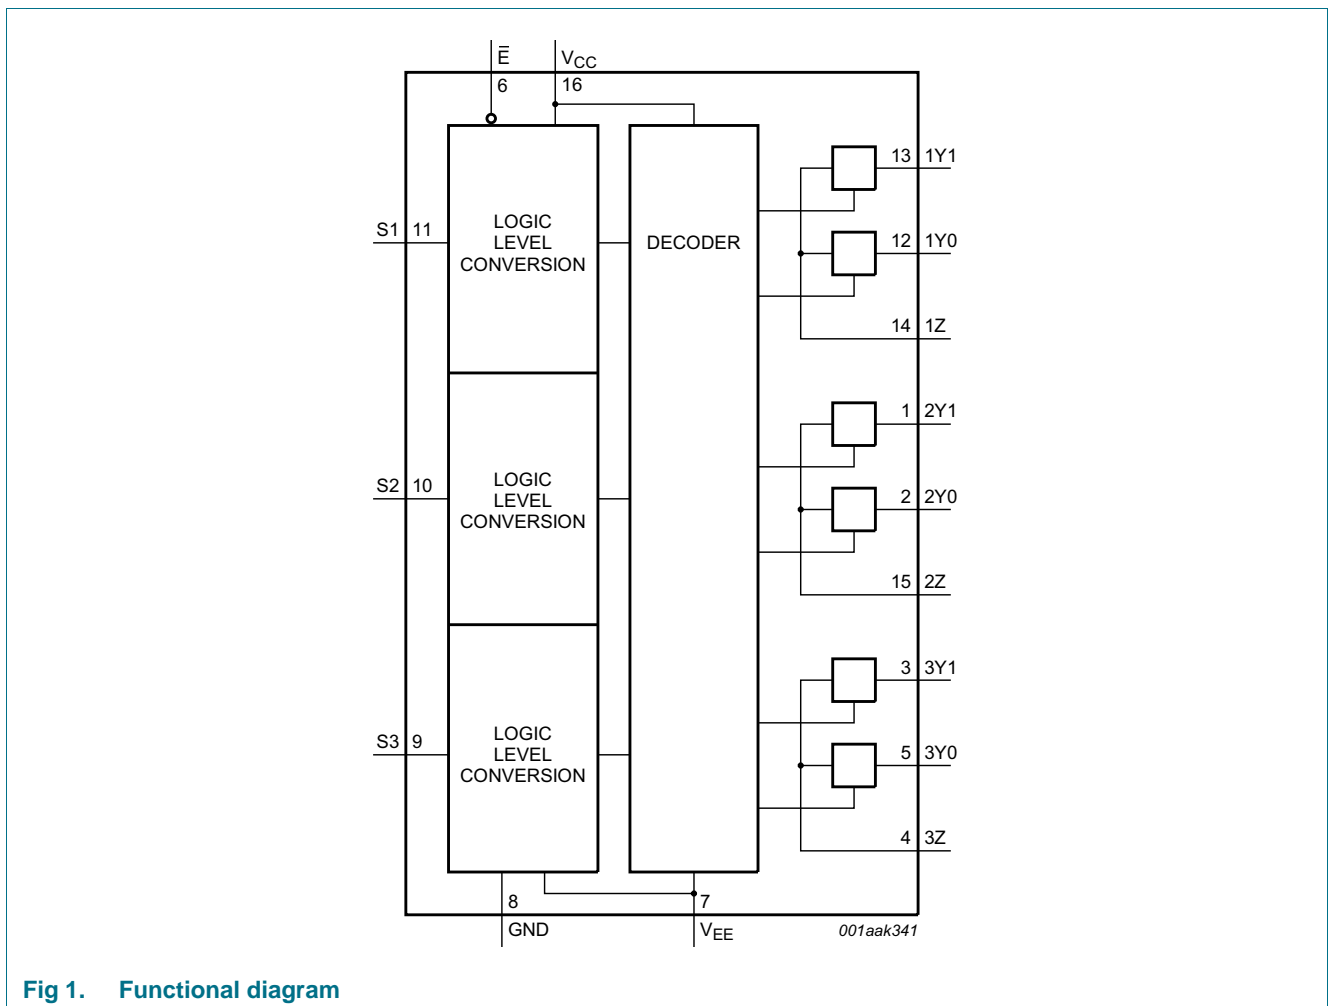 E̅ V_CC
6 16
13 1Y1
S1 11
LOGIC
LEVEL
CONVERSION
DECODER
12 1Y0
14 1Z
1 2Y1
S2 10
LOGIC
LEVEL
CONVERSION
2 2Y0
15 2Z
3 3Y1
S3 9
LOGIC
LEVEL
CONVERSION
5 3Y0
4 3Z
8 7
GND V_EE 001aak341
Fig 1. Functional diagram